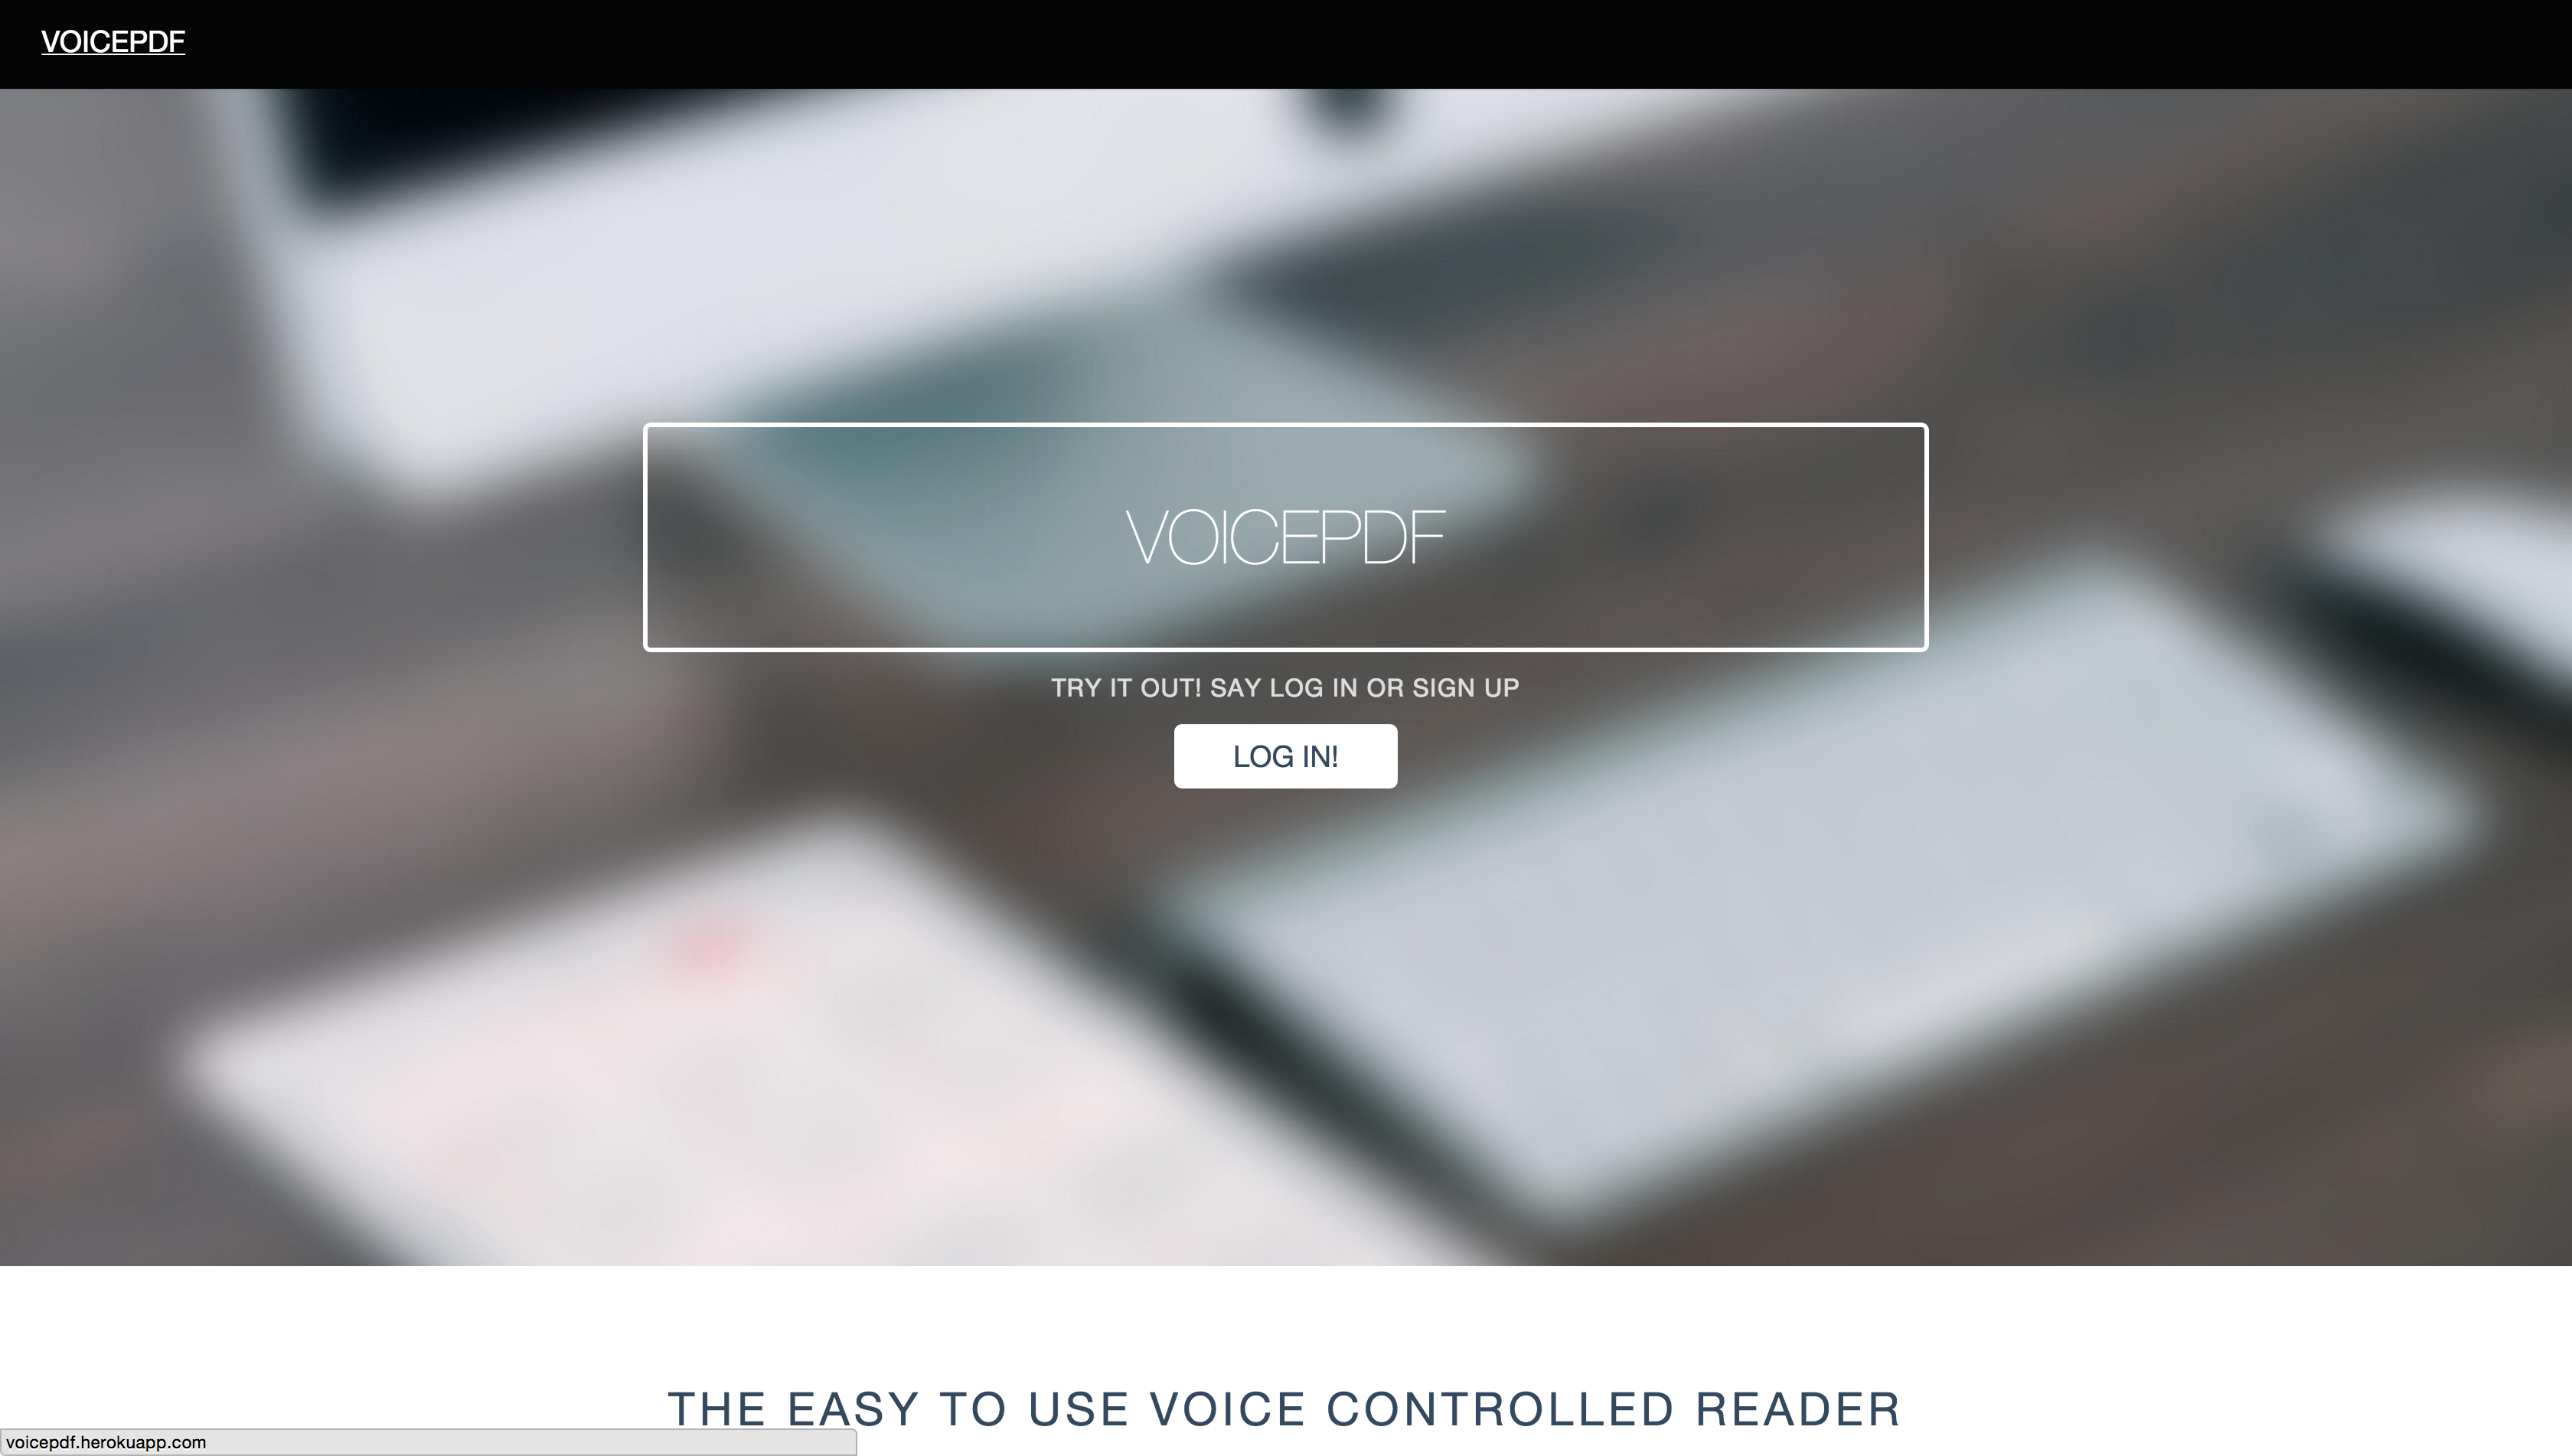 VOICEPDF
VOICEPDF
TRY IT OUT! SAY LOG IN OR SIGN UP
LOG IN!
THE EASY TO USE VOICE CONTROLLED READER
voicepdf.herokuapp.com